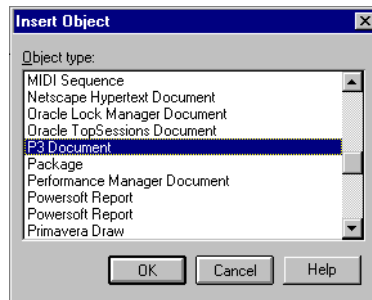 Insert Object
Object type:
MIDI Sequence
Netscape Hypertext Document
Oracle Lock Manager Document
Oracle TopSessions Document
P3 Document
Package
Performance Manager Document
Powersoft Report
Powersoft Report
Primavera Draw
OK Cancel Help